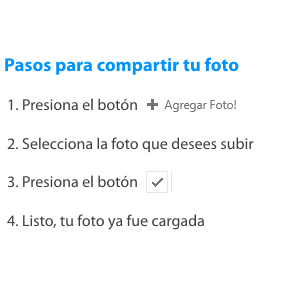 Pasos para compartir tu foto
1. Presiona el botón + Agregar Foto!
2. Selecciona la foto que desees subir
3. Presiona el botón ✓
4. Listo, tu foto ya fue cargada